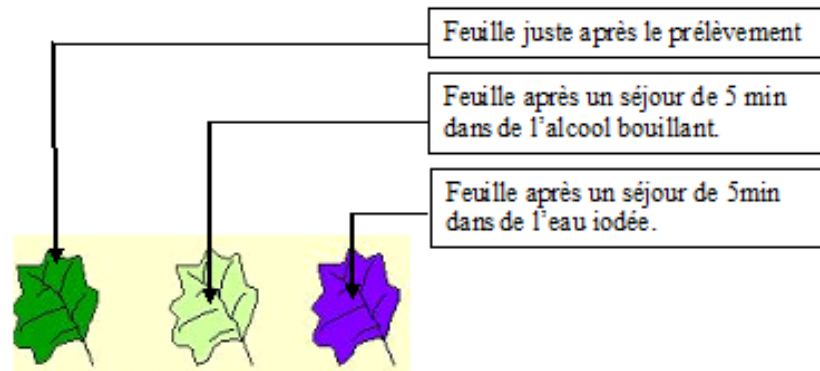 Feuille juste après le prélèvement
Feuille après un séjour de 5 min
dans de l'alcool bouillant.
Feuille après un séjour de 5min
dans de l'eau iodée.